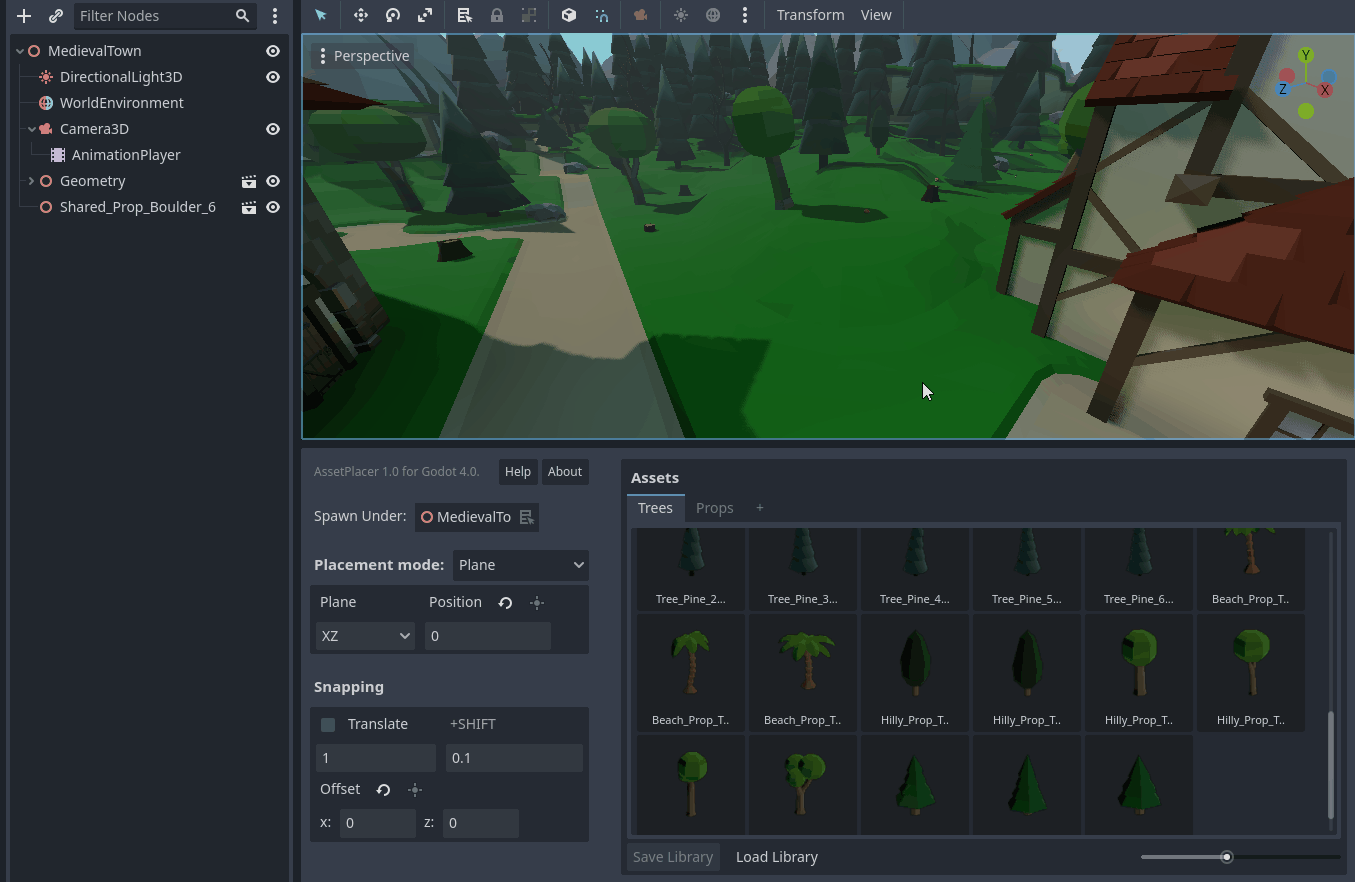 Filter Nodes
Transform View
MedievalTown
DirectionalLight3D
WorldEnvironment
Camera3D
AnimationPlayer
Geometry
Shared_Prop_Boulder_6
Perspective
Y
Z
X
AssetPlacer 1.0 for Godot 4.0.
Help
About
Spawn Under:
MedievalTo
Placement mode:
Plane
Plane
Position
XZ
0
Snapping
Translate
+SHIFT
1
0.1
Offset
x: 0
z: 0
Assets
Trees Props +
Tree_Pine_2... Tree_Pine_3... Tree_Pine_4... Tree_Pine_5... Tree_Pine_6... Beach_Prop_T..
Beach_Prop_T.. Beach_Prop_T.. Hilly_Prop_T.. Hilly_Prop_T.. Hilly_Prop_T.. Hilly_Prop_T..
Save Library Load Library